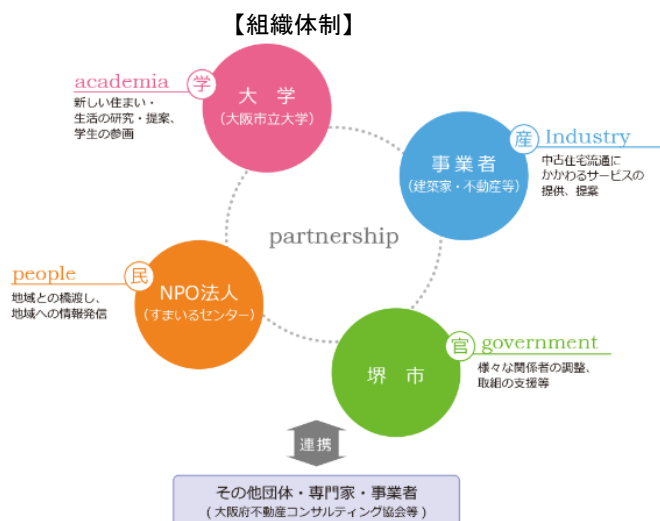 【組織体制】
academia
学
新しい住まい・
生活の研究・提案、
学生の参画
大 学
（大阪市立大学）
産
Industry
中古住宅流通に
かかわるサービスの
提供、提案
事業者
（建築家・不動産等）
partnership
people
民
地域との橋渡し、
地域への情報発信
NPO法人
（すまいるセンター）
官
government
様々な関係者の調整、
取組の支援等
堺 市
連携
その他団体・専門家・事業者
( 大阪府不動産コンサルティング協会等 )